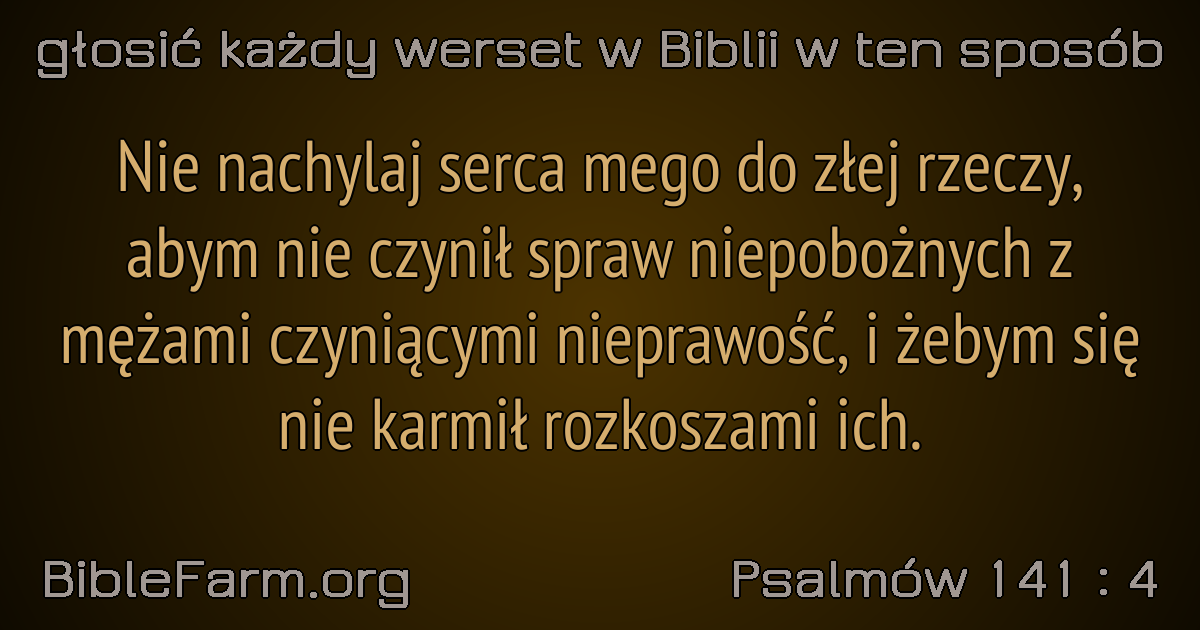 głosić każdy werset w Biblii w ten sposób
Nie nachylaj serca mego do złej rzeczy,
abym nie czynił spraw niepobożnych z
mężami czyniącymi nieprawość, i żebym się
nie karmił rozkoszami ich.
BibleFarm.org
Psalmów 141 : 4